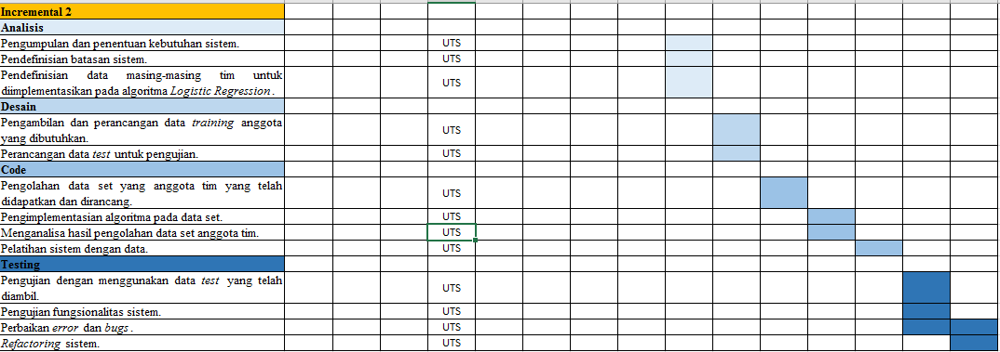 Incremental 2
Analisis
Pengumpulan dan penentuan kebutuhan sistem. UTS
Pendefinisian batasan sistem. UTS
Pendefinisian data masing-masing tim untuk
diimplementasikan pada algoritma Logistic Regression. UTS
Desain
Pengambilan dan perancangan data training anggota
yang dibutuhkan. UTS
Perancangan data test untuk pengujian. UTS
Code
Pengolahan data set yang anggota tim yang telah
didapatkan dan dirancang. UTS
Pengimplementasian algoritma pada data set. UTS
Menganalisa hasil pengolahan data set anggota tim. UTS
Pelatihan sistem dengan data. UTS
Testing
Pengujian dengan menggunakan data test yang telah
diambil. UTS
Pengujian fungsionalitas sistem. UTS
Perbaikan error dan bugs. UTS
Refactoring sistem. UTS